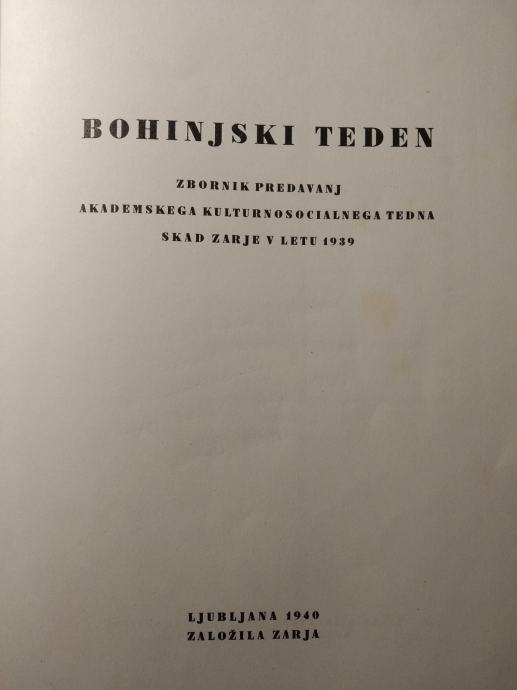 BOHINJSKI TEDEN
ZBORNIK PREDAVANJ
AKADEMSKEGA KULTURNOSOCIALNEGA TEDNA
SKAD ZARJE V LETU 1939
LJUBLJANA 1940
ZALOŽILA ZARJA